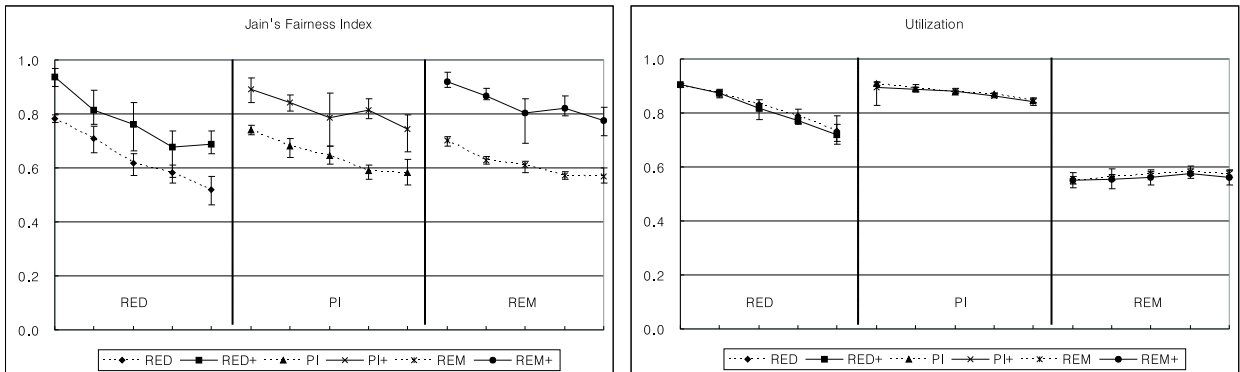 Jain's Fairness Index
1.0
0.8
0.6
0.4
0.2
0.0
RED PI REM
RED RED+ PI PI+ REM REM+
Utilization
1.0
0.8
0.6
0.4
0.2
0.0
RED PI REM
RED RED+ PI PI+ REM REM+